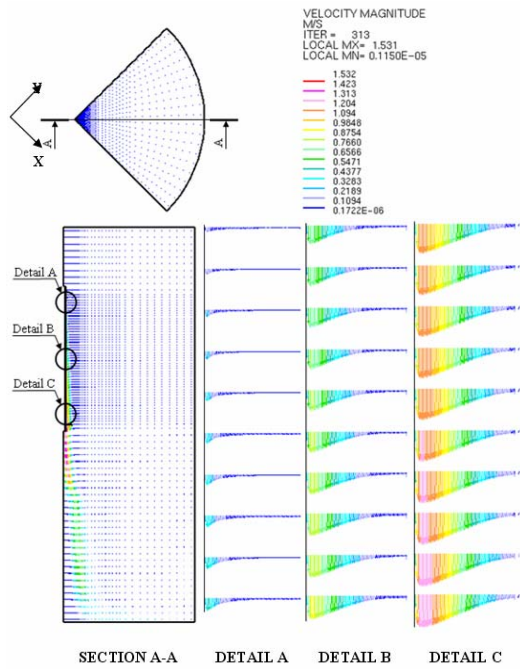 VELOCITY MAGNITUDE
M/S
ITER = 313
LOCAL MX= 1.531
LOCAL MN= 0.1150E-05
1.532
1.423
1.313
1.204
1.094
0.9848
0.8754
0.7660
0.6566
0.5471
0.4377
0.3283
0.2189
0.1094
0.1722E-06
y
X
A
A
Detail A
Detail B
Detail C
SECTION A-A
DETAIL A
DETAIL B
DETAIL C